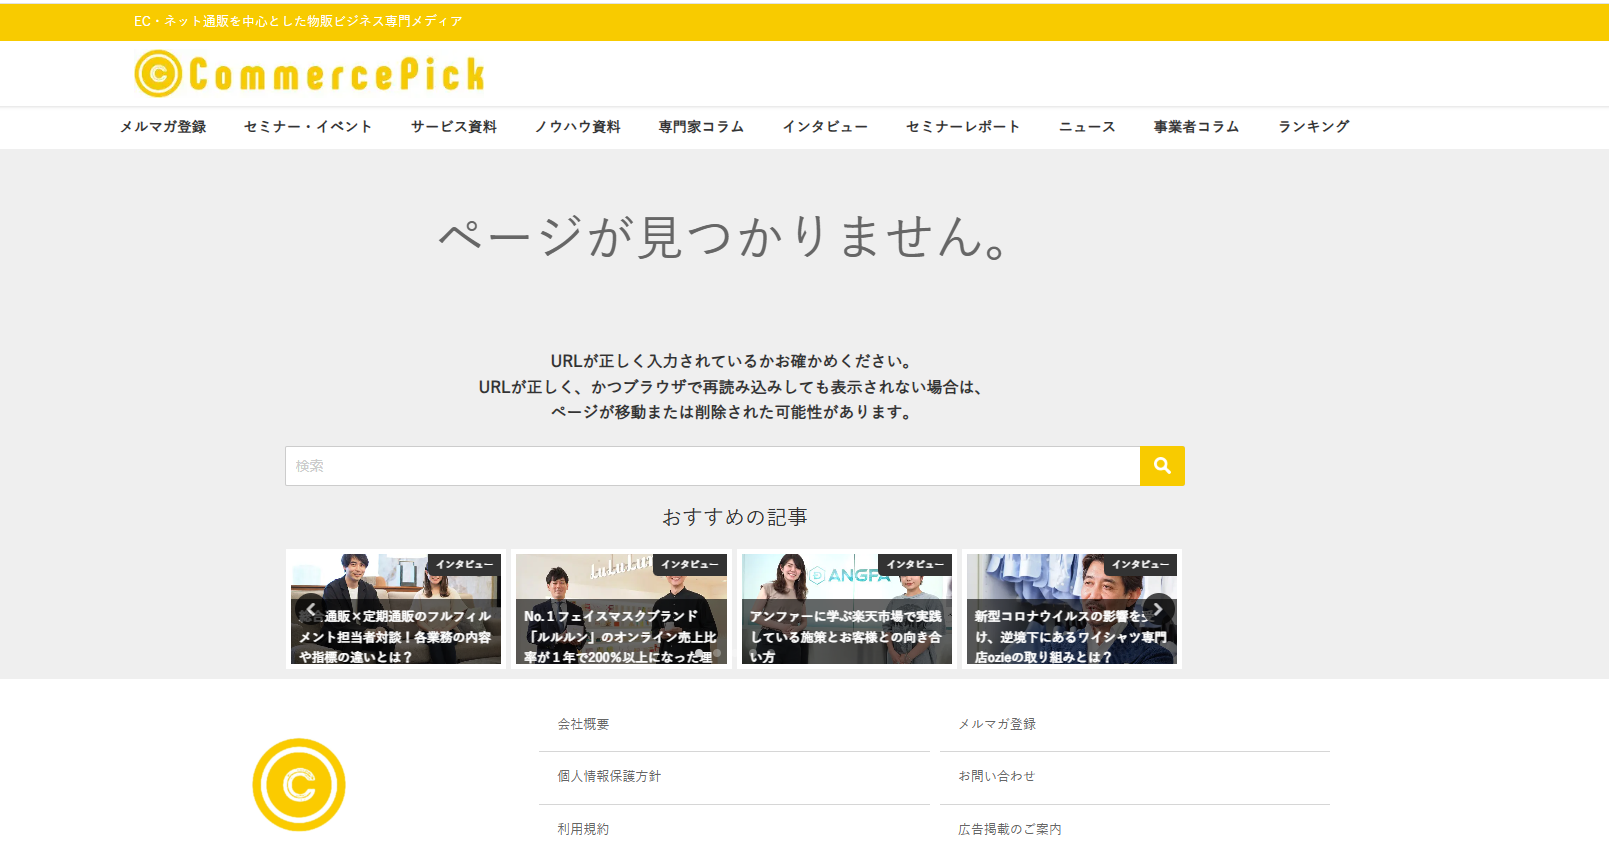 EC・ネット通販を中心とした物販ビジネス専門メディア
CommercePick
メルマガ登録 セミナー・イベント サービス資料 ノウハウ資料 専門家コラム インタビュー セミナーレポート ニュース 事業者コラム ランキング
ページが見つかりません。
URLが正しく入力されているかお確かめください。
URLが正しく、かつブラウザで再読み込みしても表示されない場合は、
ページが移動または削除された可能性があります。
検索
おすすめの記事
インタビュー
総合通販×定期通販のフルフィル
メント担当者対談！各業務の内容
や指標の違いとは？
インタビュー
No.１フェイスマスクブランド
「ルルルン」のオンライン売上比
率が１年で200％以上になった理
インタビュー
ANGFA
アンファーに学ぶ楽天市場で実践
している施策とお客様との向き合
い方
インタビュー
新型コロナウイルスの影響を受
け、逆境下にあるワイシャツ専門
店ozieの取り組みとは？
会社概要
メルマガ登録
個人情報保護方針
お問い合わせ
利用規約
広告掲載のご案内